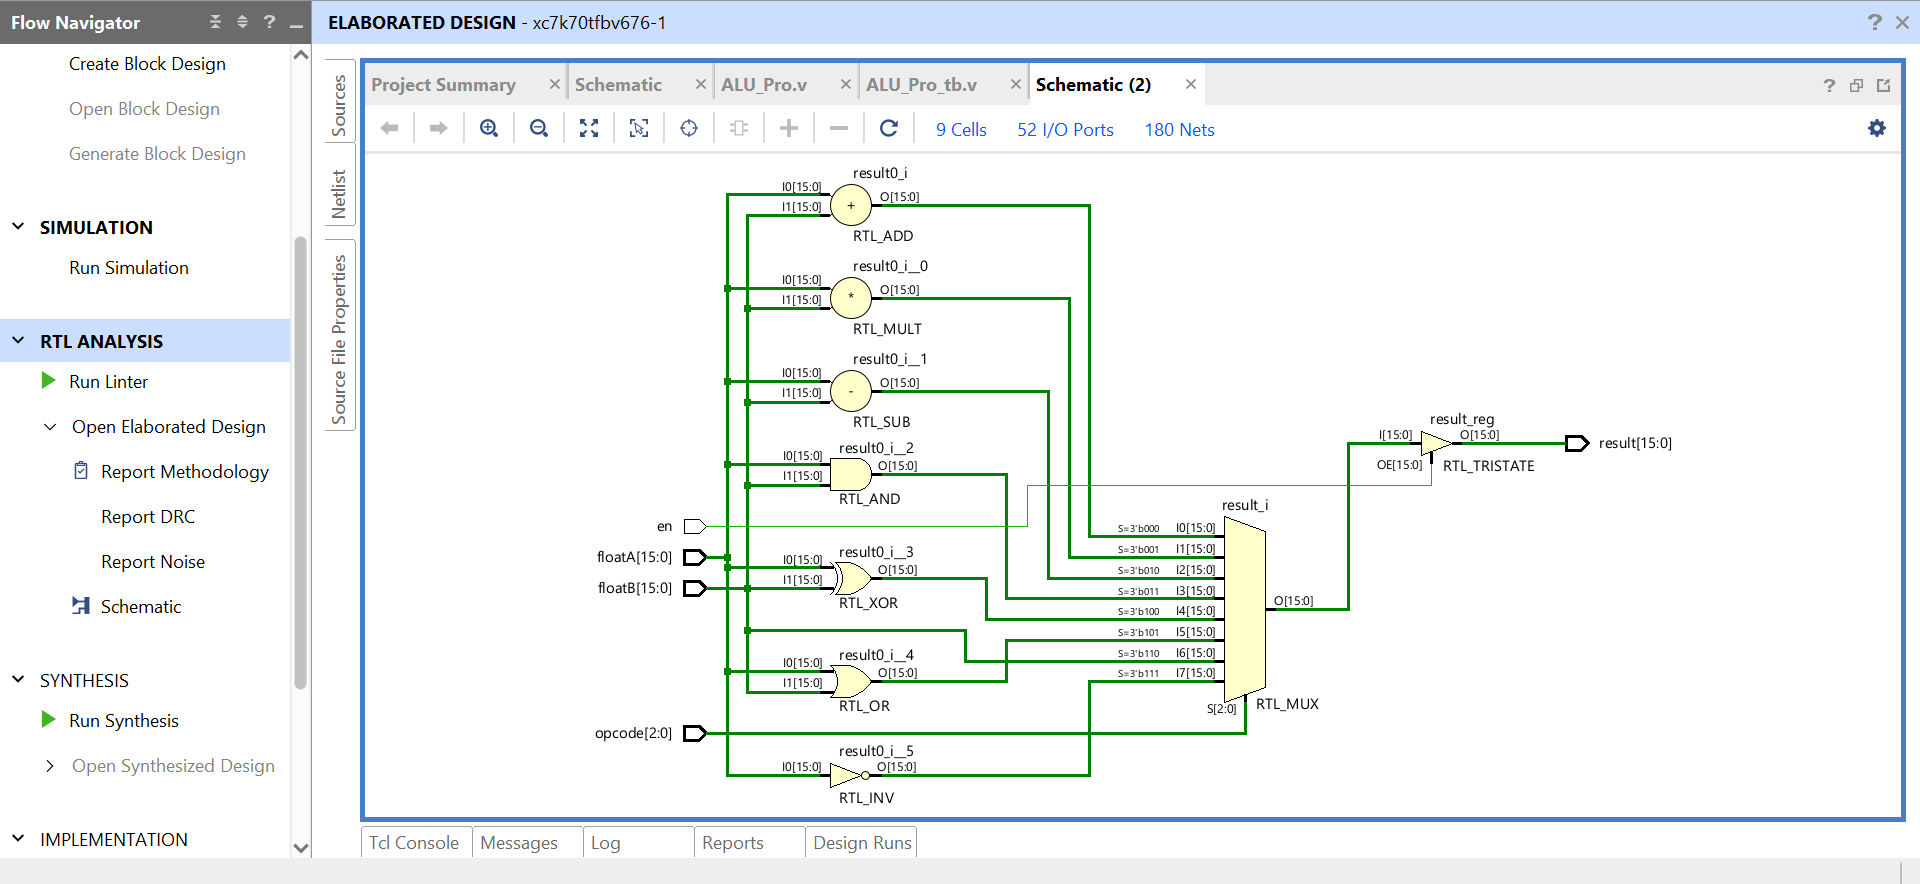 Flow Navigator
?
ELABORATED DESIGN - xc7k70tfbv676-1
?
Create Block Design
Open Block Design
Generate Block Design
SIMULATION
Run Simulation
RTL ANALYSIS
Run Linter
Open Elaborated Design
Report Methodology
Report DRC
Report Noise
Schematic
SYNTHESIS
Run Synthesis
Open Synthesized Design
IMPLEMENTATION
Sources
Netlist
Source File Properties
Project Summary
Schematic
ALU_Pro.v
ALU_Pro_tb.v
Schematic (2)
?
9 Cells
52 I/O Ports
180 Nets
result0_i
I0[15:0]
I1[15:0]
+
O[15:0]
RTL_ADD
result0_i__0
I0[15:0]
I1[15:0]
*
O[15:0]
RTL_MULT
result0_i__1
I0[15:0]
I1[15:0]
-
O[15:0]
RTL_SUB
result0_i__2
I0[15:0]
I1[15:0]
O[15:0]
RTL_AND
en
floatA[15:0]
floatB[15:0]
result0_i__3
I0[15:0]
I1[15:0]
O[15:0]
RTL_XOR
result0_i__4
I0[15:0]
I1[15:0]
O[15:0]
RTL_OR
opcode[2:0]
result0_i__5
I0[15:0]
O[15:0]
RTL_INV
result_i
S=3'b000 I0[15:0]
S=3'b001 I1[15:0]
S=3'b010 I2[15:0]
S=3'b011 I3[15:0]
S=3'b100 I4[15:0]
S=3'b101 I5[15:0]
S=3'b110 I6[15:0]
S=3'b111 I7[15:0]
S[2:0]
O[15:0]
RTL_MUX
result_reg
I[15:0]
O[15:0]
OE[15:0]
RTL_TRISTATE
result[15:0]
Tcl Console
Messages
Log
Reports
Design Runs